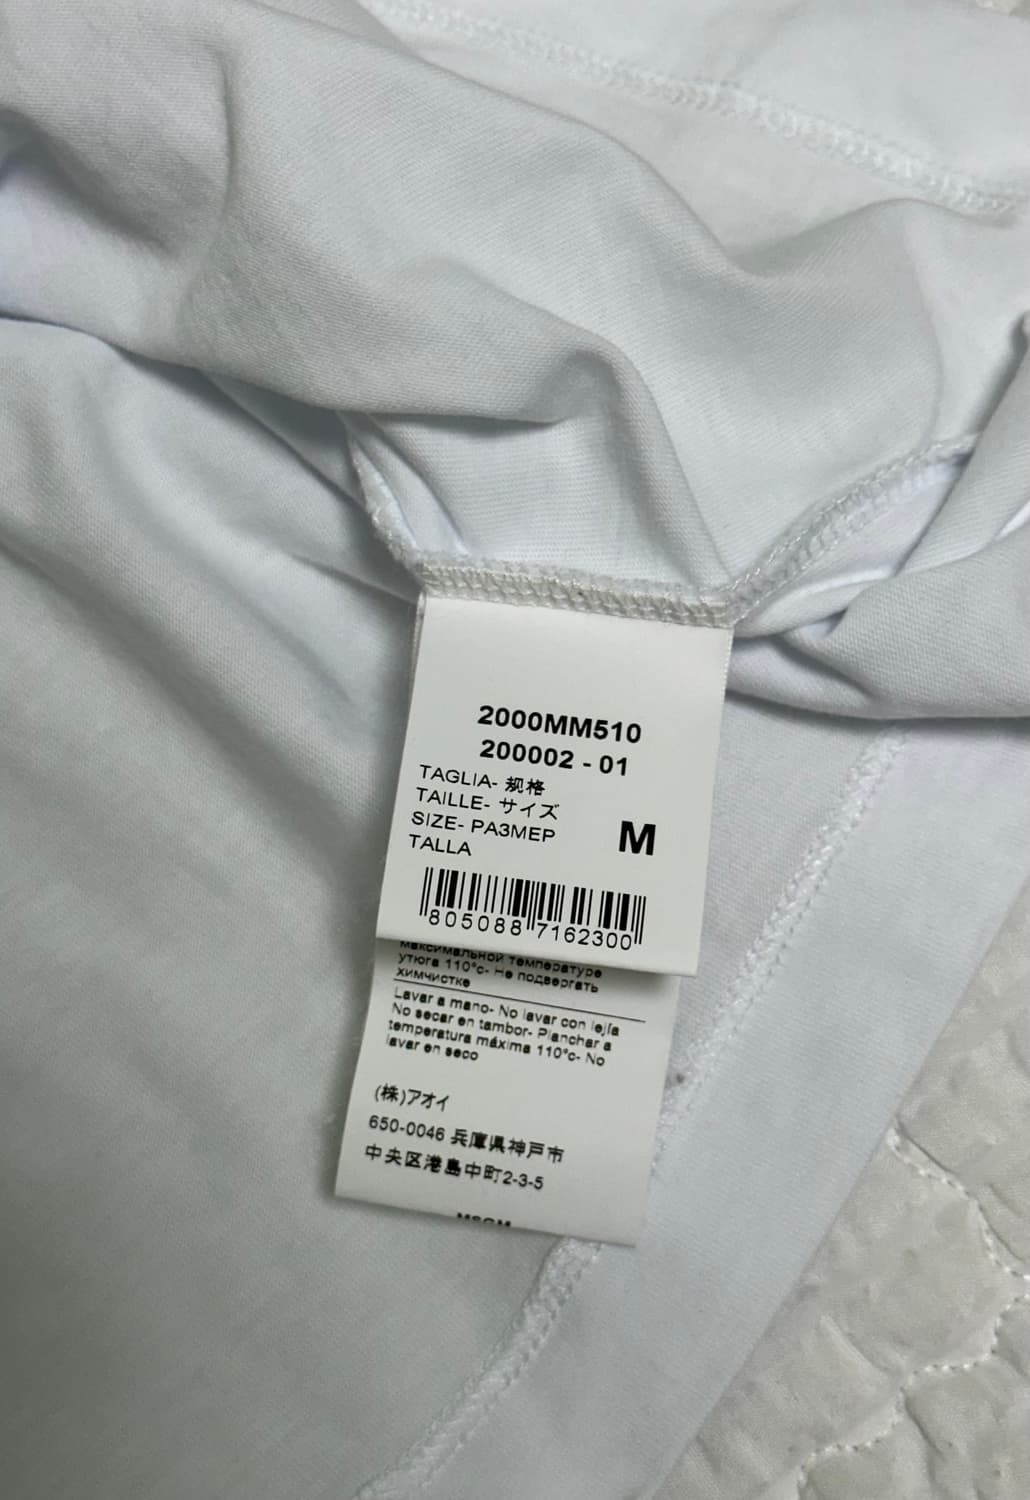 2000MM510
200002 - 01
TAGLIA- 规格
TAILLE- サイズ
SIZE- РАЗМЕР
TALLA
M
805088 7162300
максимальной температуре
утюга 110°c- Не подвергать
химчистке
Lavar a mano- No lavar con lejía
No secar en tambor- Planchar a
temperatura máxima 110°c- No
lavar en seco
(株)アオイ
650-0046 兵庫県神戸市
中央区港島中町2-3-5